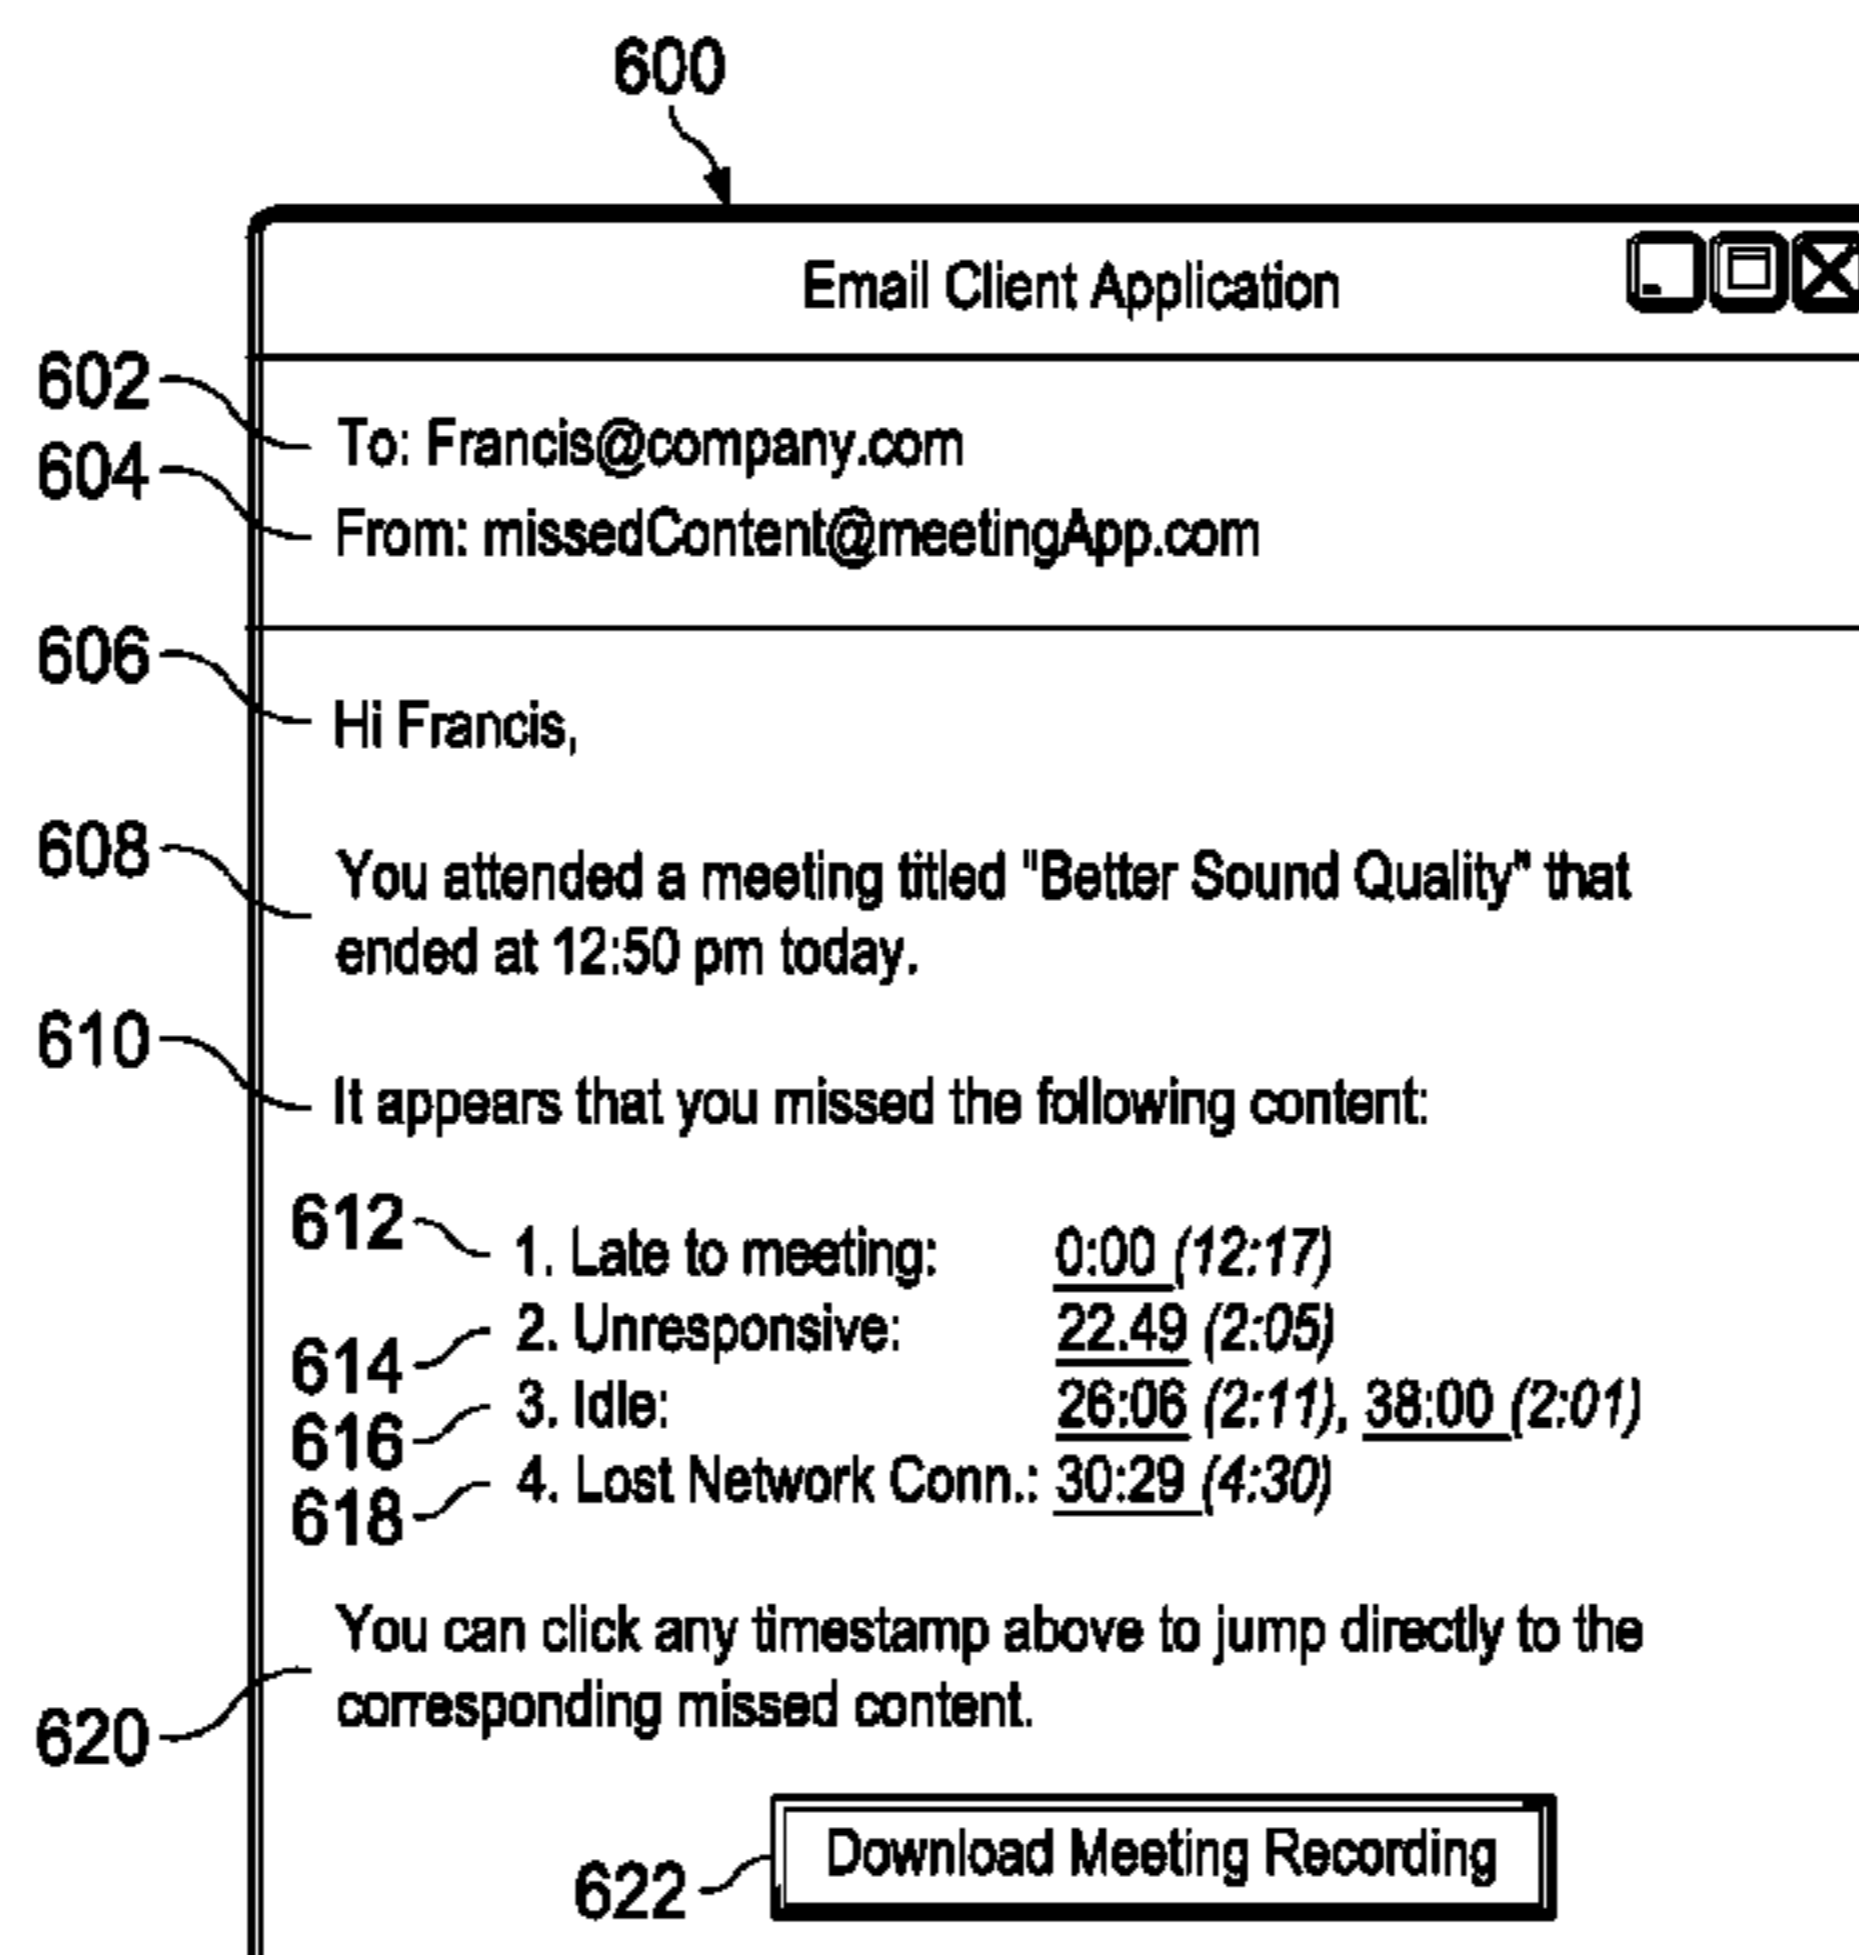 600
Email Client Application
602
To: Francis@company.com
604
From: missedContent@meetingApp.com
606
Hi Francis,
608
You attended a meeting titled "Better Sound Quality" that
ended at 12:50 pm today.
610
It appears that you missed the following content:
612
1. Late to meeting: 0:00 (12:17)
614
2. Unresponsive: 22.49 (2:05)
616
3. Idle: 26:06 (2:11), 38:00 (2:01)
618
4. Lost Network Conn.: 30:29 (4:30)
620
You can click any timestamp above to jump directly to the
corresponding missed content.
622
Download Meeting Recording